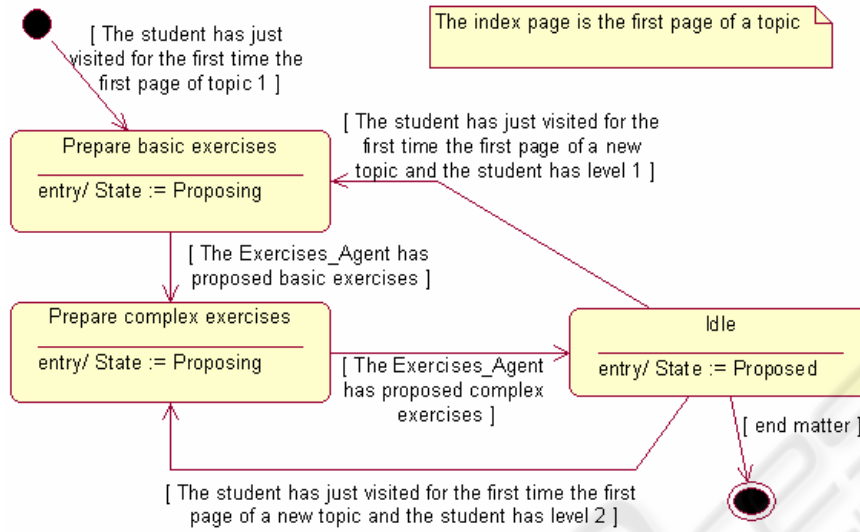 [ The student has just
visited for the first time the
first page of topic 1 ]
The index page is the first page of a topic
[ The student has just visited for the
first time the first page of a new
topic and the student has level 1 ]
Prepare basic exercises
entry/ State := Proposing
[ The Exercises_Agent has
proposed basic exercises ]
Prepare complex exercises
entry/ State := Proposing
[ The Exercises_Agent
has proposed complex
exercises ]
Idle
entry/ State := Proposed
[ end matter ]
[ The student has just visited for the first time the first
page of a new topic and the student has level 2 ]